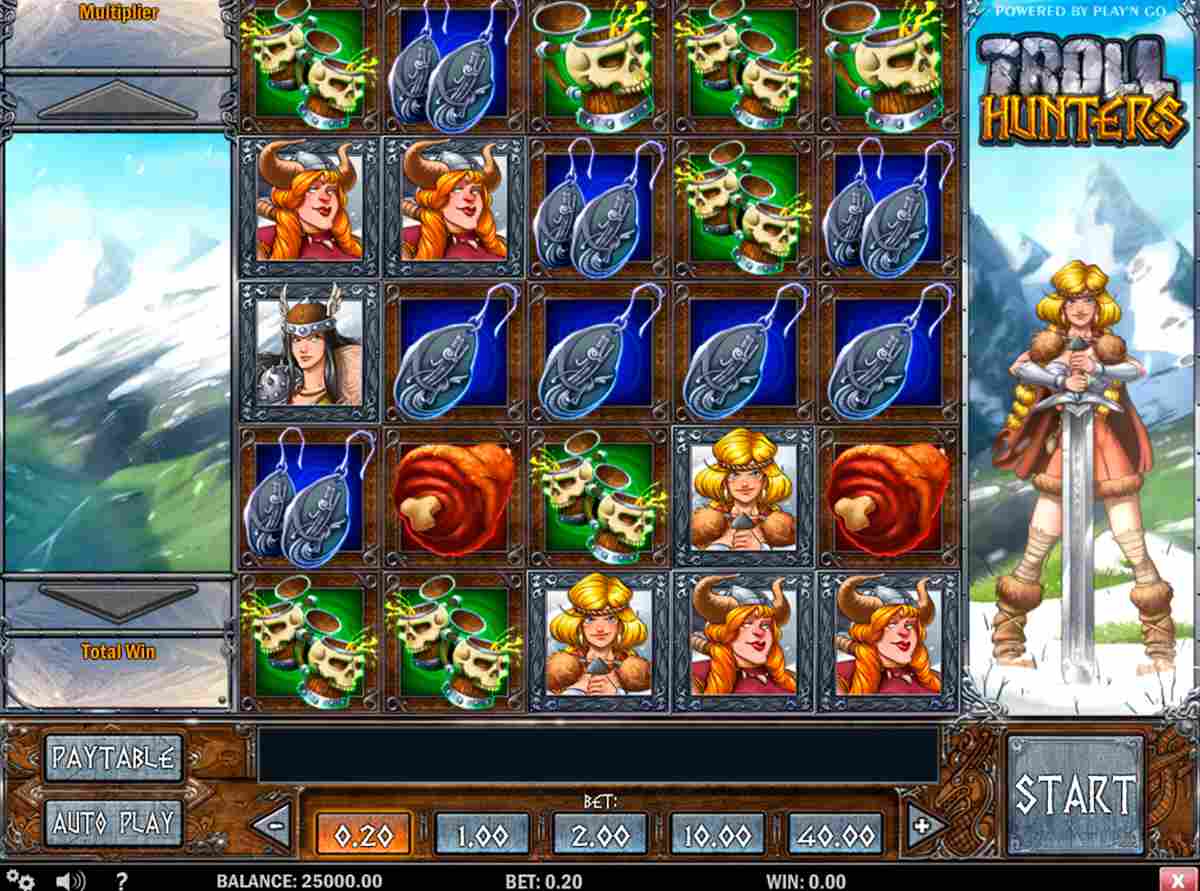 Multiplier
POWERED BY PLAY'N GO
TROLL
HUNTERS
Total Win
PAYTABLE
AUTO PLAY
BET:
0.20
1.00
2.00
10.00
40.00
START
?
BALANCE: 25000.00
BET: 0.20
WIN: 0.00
X